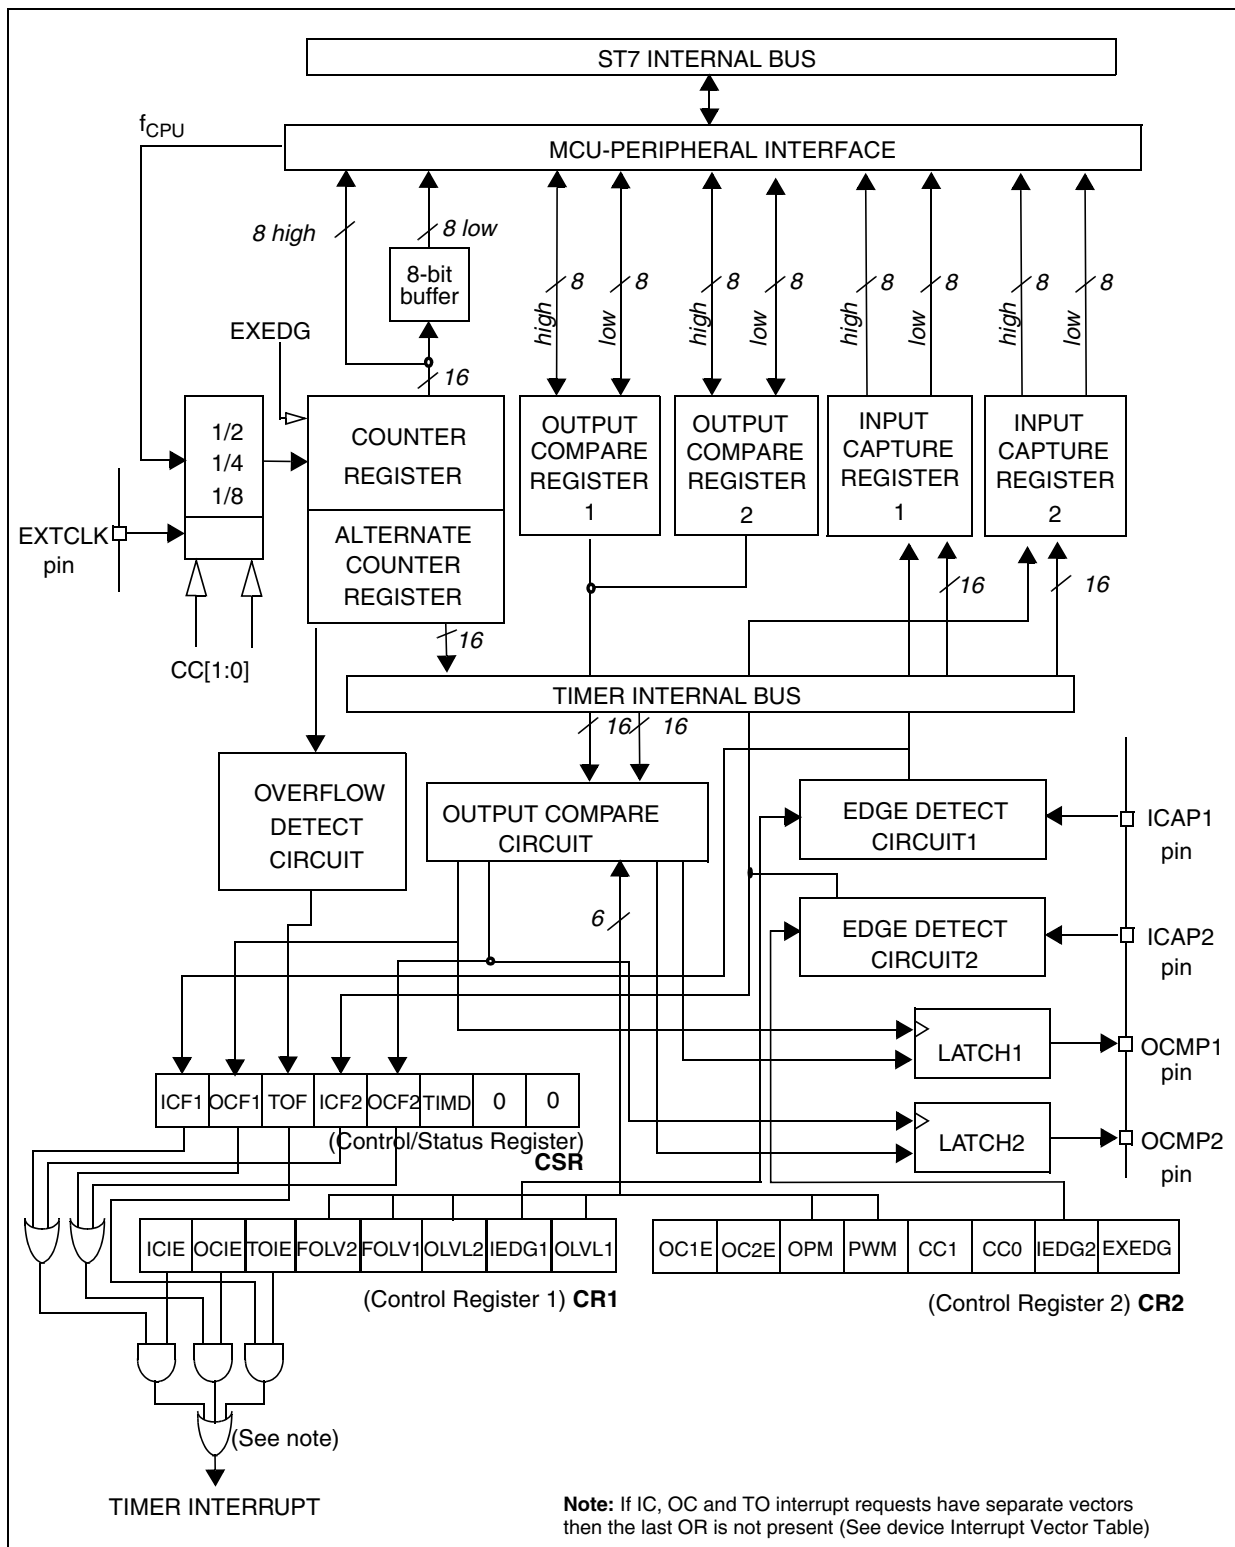 ST7 INTERNAL BUS
fCPU
MCU-PERIPHERAL INTERFACE
8 high
8 low
8-bit
buffer
high
8
low
8
high
8
low
8
high
8
low
8
high
8
low
8
EXEDG
16
1/2
1/4
1/8
COUNTER
REGISTER
OUTPUT
COMPARE
REGISTER
1
OUTPUT
COMPARE
REGISTER
2
INPUT
CAPTURE
REGISTER
1
INPUT
CAPTURE
REGISTER
2
EXTCLK
pin
ALTERNATE
COUNTER
REGISTER
16
16
16
CC[1:0]
TIMER INTERNAL BUS
16
16
OVERFLOW
DETECT
CIRCUIT
OUTPUT COMPARE
CIRCUIT
EDGE DETECT
CIRCUIT1
ICAP1
pin
6
EDGE DETECT
CIRCUIT2
ICAP2
pin
LATCH1
OCMP1
pin
ICF1 OCF1 TOF ICF2 OCF2 TIMD 0 0
(Control/Status Register)
CSR
LATCH2
OCMP2
pin
ICIE OCIE TOIE FOLV2 FOLV1 OLVL2 IEDG1 OLVL1
(Control Register 1) CR1
OC1E OC2E OPM PWM CC1 CC0 IEDG2 EXEDG
(Control Register 2) CR2
(See note)
TIMER INTERRUPT
Note: If IC, OC and TO interrupt requests have separate vectors
then the last OR is not present (See device Interrupt Vector Table)